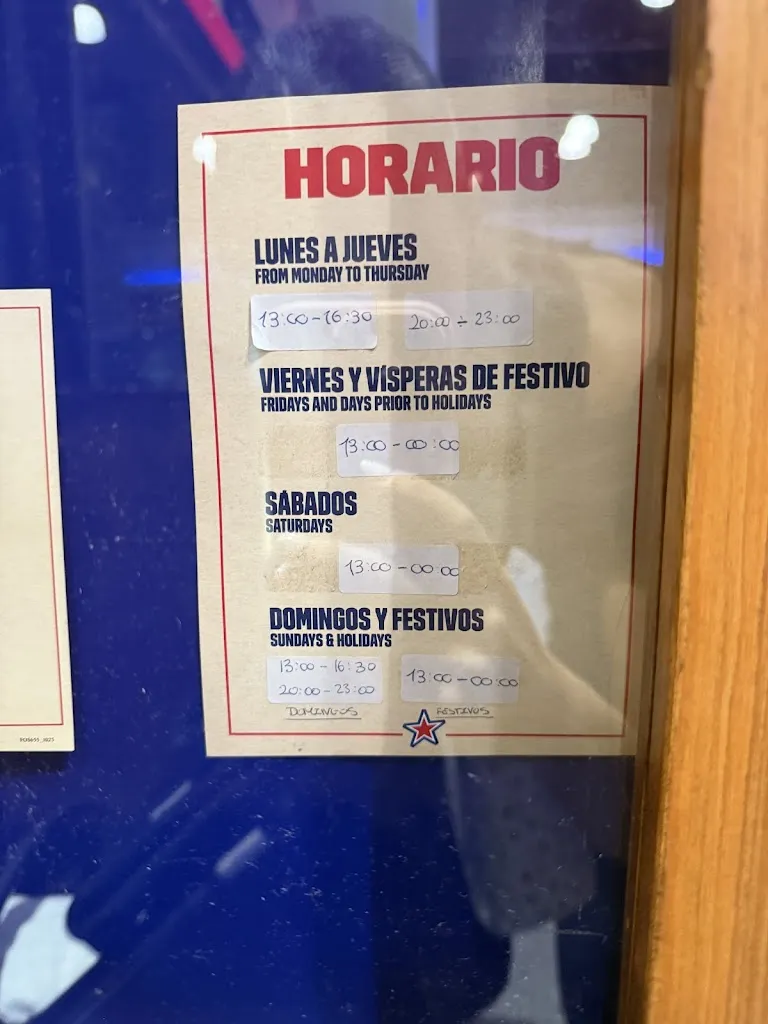 HORARIO
LUNES A JUEVES
FROM MONDAY TO THURSDAY
13:00-16:30 20:00 ÷ 23:00
VIERNES Y VÍSPERAS DE FESTIVO
FRIDAYS AND DAYS PRIOR TO HOLIDAYS
13:00-00:00
SÁBADOS
SATURDAYS
13:00-00:00
DOMINGOS Y FESTIVOS
SUNDAYS & HOLIDAYS
13:00-16:30
20:00-23:00
DOMINGOS
13:00-00:00
FESTIVOS